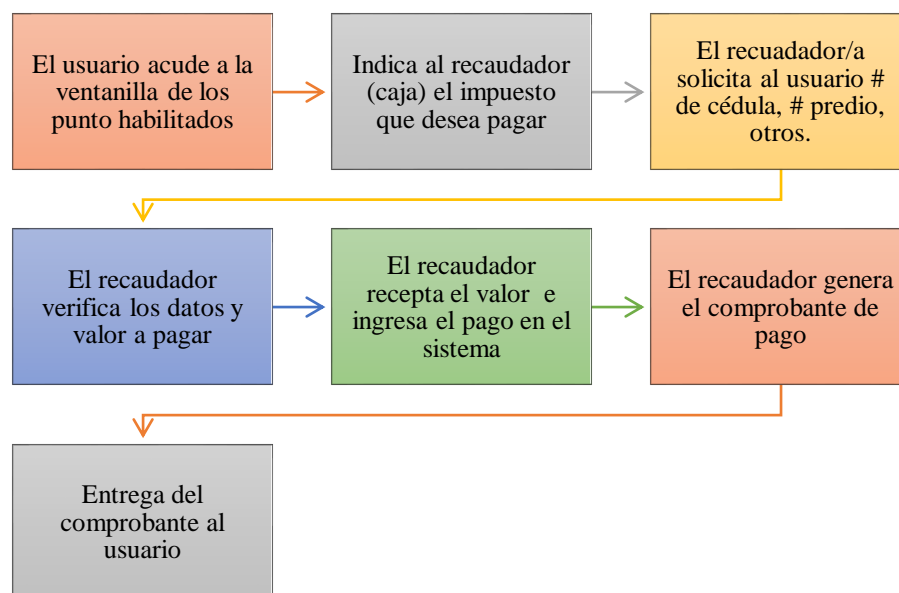 El usuario acude a la
ventanilla de los
punto habilitados
Indica al recaudador
(caja) el impuesto
que desea pagar
El recuadador/a
solicita al usuario #
de cédula, # predio,
otros.
El recaudador
verifica los datos y
valor a pagar
El recaudador
recepta el valor e
ingresa el pago en el
sistema
El recaudador genera
el comprobante de
pago
Entrega del
comprobante al
usuario